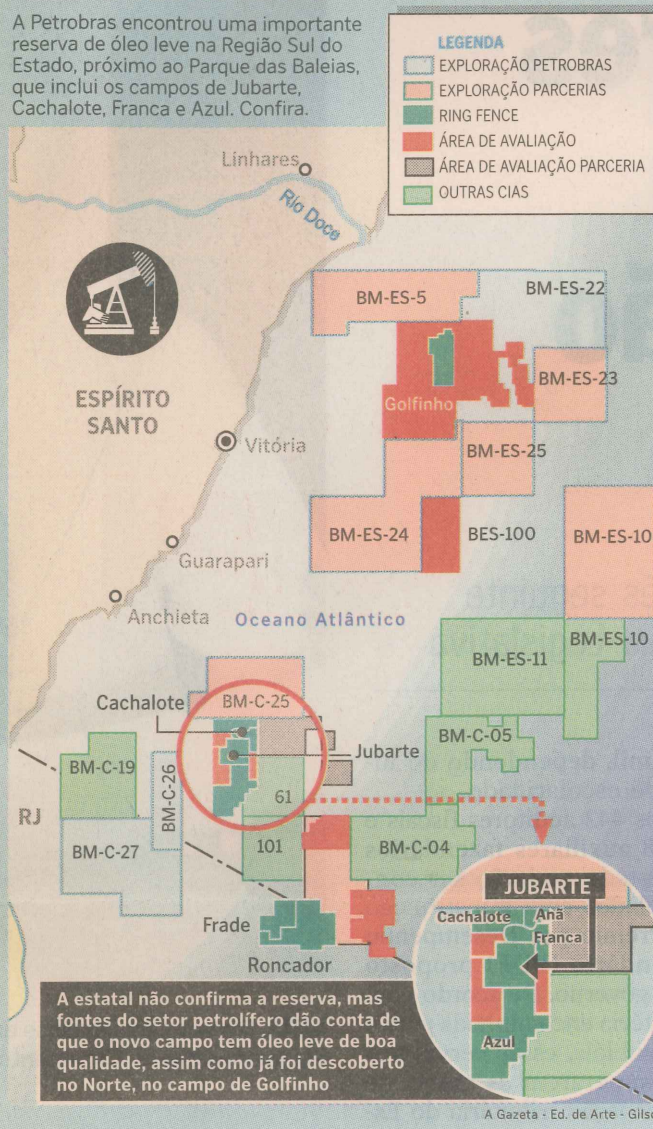 A Petrobras encontrou uma importante
reserva de óleo leve na Região Sul do
Estado, próximo ao Parque das Baleias,
que inclui os campos de Jubarte,
Cachalote, Franca e Azul. Confira.
LEGENDA
EXPLORAÇÃO PETROBRAS
EXPLORAÇÃO PARCERIAS
RING FENCE
ÁREA DE AVALIAÇÃO
ÁREA DE AVALIAÇÃO PARCERIA
OUTRAS CIAS
Linhares
Rio Doce
BM-ES-5
BM-ES-22
BM-ES-23
Golfinho
ESPÍRITO
SANTO
Vitória
BM-ES-25
BM-ES-24
BES-100
BM-ES-10
Guarapari
Anchieta
Oceano Atlântico
BM-ES-11
BM-ES-10
Cachalote
BM-C-25
BM-C-05
Jubarte
BM-C-19
BM-C-26
61
RJ
BM-C-27
101
BM-C-04
JUBARTE
Cachalote
Anã
Franca
Azul
Frade
Roncador
A estatal não confirma a reserva, mas
fontes do setor petrolífero dão conta de
que o novo campo tem óleo leve de boa
qualidade, assim como já foi descoberto
no Norte, no campo de Golfinho
A Gazeta - Ed. de Arte - Gilso